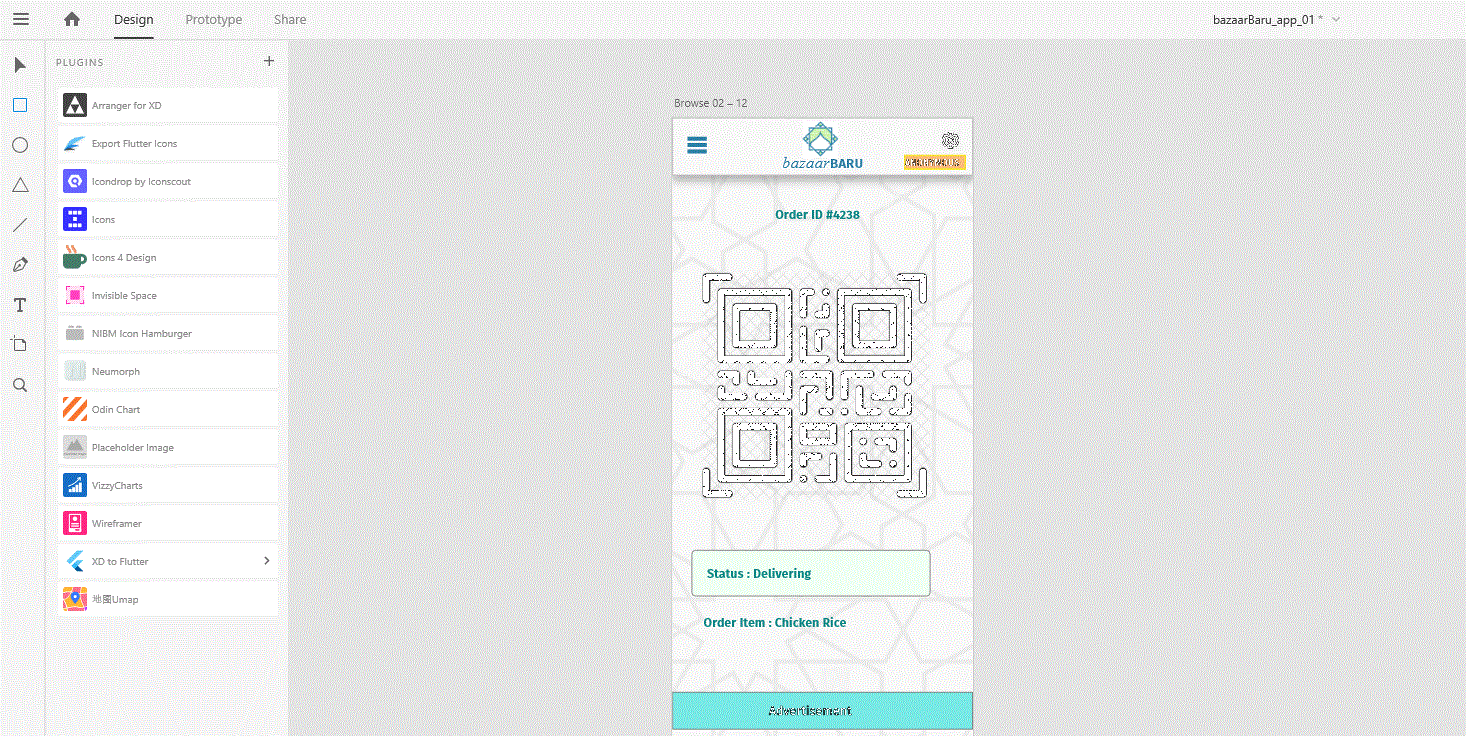 Design
Prototype
Share
bazaarBaru_app_01 *
PLUGINS
Arranger for XD
Export Flutter Icons
Icondrop by Iconscout
Icons
Icons 4 Design
Invisible Space
NIBM Icon Hamburger
Neumorph
Odin Chart
Placeholder Image
VizzyCharts
Wireframer
XD to Flutter
地图Umap
Browse 02 – 12
bazaarBARU
Order ID #4238
Status : Delivering
Order Item : Chicken Rice
Advertisement